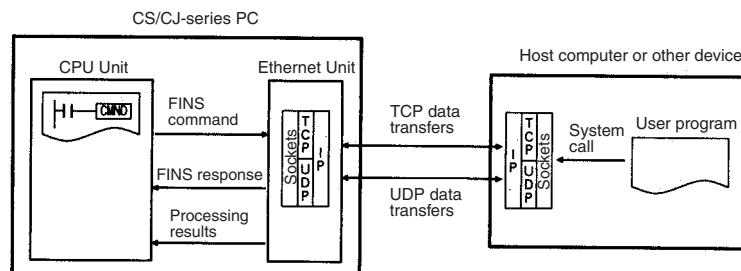 CS/CJ-series PC
CPU Unit
Ethernet Unit
CMND
FINS
command
FINS response
Processing
results
Sockets
TCP
UDP
IP
TCP data
transfers
UDP data
transfers
Host computer or other device
IP
TCP
UDP
Sockets
System
call
User program